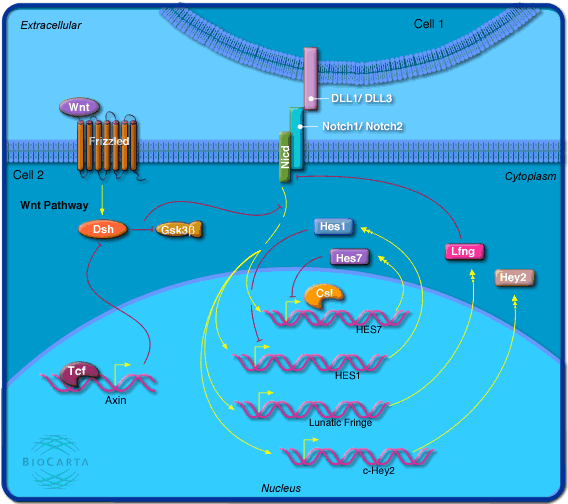 Extracellular
Cell 1
Wnt
DLL1/ DLL3
Frizzled
Notch1/ Notch2
Nicd
Cell 2
Cytoplasm
Wnt Pathway
Dsh
Gsk3β
Hes1
Hes7
Lfng
Hey2
Csl
HES7
Tcf
HES1
Axin
Lunatic Fringe
c-Hey2
BIOCARTA
Nucleus